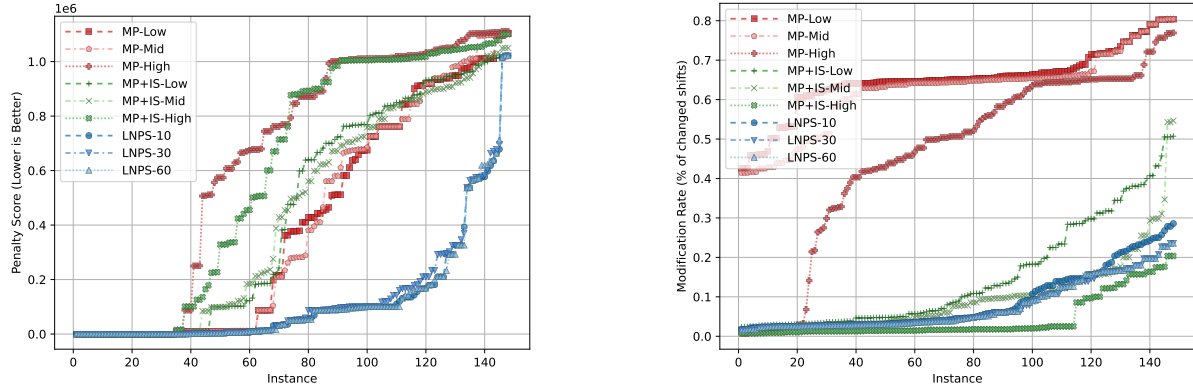 1e6
Penalty Score (Lower is Better)
1.0
0.8
0.6
0.4
0.2
0.0
MP-Low
MP-Mid
MP-High
MP+IS-Low
MP+IS-Mid
MP+IS-High
LNPS-10
LNPS-30
LNPS-60
0 20 40 60 80 100 120 140
Instance
Modification Rate (% of changed shifts)
0.8
0.7
0.6
0.5
0.4
0.3
0.2
0.1
0.0
MP-Low
MP-Mid
MP-High
MP+IS-Low
MP+IS-Mid
MP+IS-High
LNPS-10
LNPS-30
LNPS-60
0 20 40 60 80 100 120 140
Instance